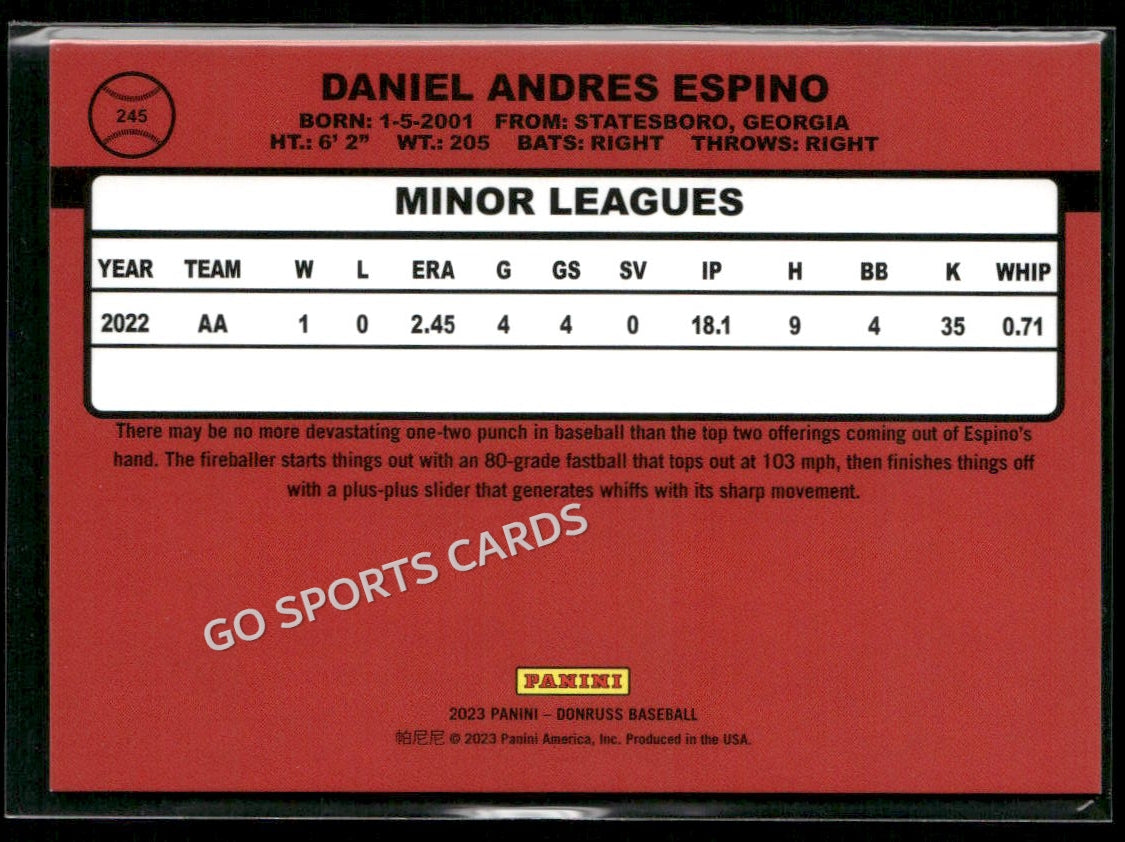 245
DANIEL ANDRES ESPINO
BORN: 1-5-2001 FROM: STATESBORO, GEORGIA
HT.: 6' 2" WT.: 205 BATS: RIGHT THROWS: RIGHT
MINOR LEAGUES
YEAR TEAM W L ERA G GS SV IP H BB K WHIP
2022 AA 1 0 2.45 4 4 0 18.1 9 4 35 0.71
There may be no more devastating one-two punch in baseball than the top two offerings coming out of Espino's
hand. The fireballer starts things out with an 80-grade fastball that tops out at 103 mph, then finishes things off
with a plus-plus slider that generates whiffs with its sharp movement.
GO SPORTS CARDS
PANINI
2023 PANINI – DONRUSS BASEBALL
帕尼尼 © 2023 Panini America, Inc. Produced in the USA.